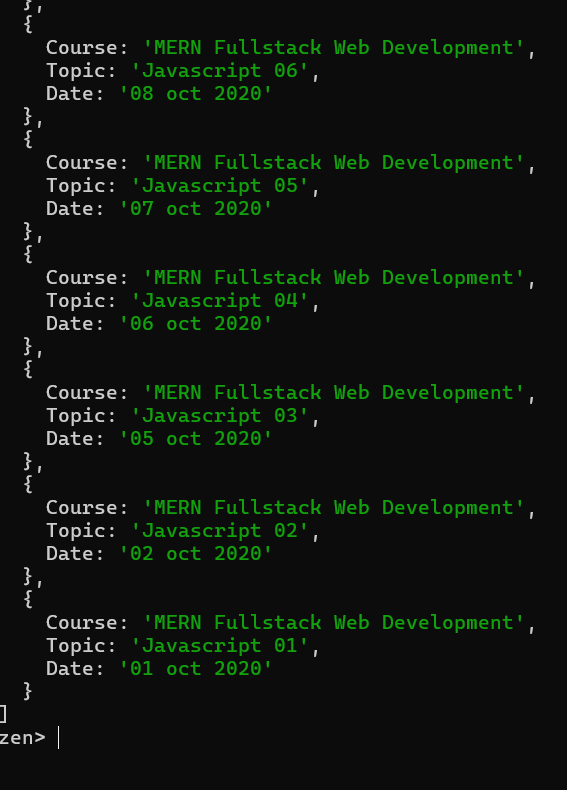 },
{
Course: 'MERN Fullstack Web Development',
Topic: 'Javascript 06',
Date: '08 oct 2020'
},
{
Course: 'MERN Fullstack Web Development',
Topic: 'Javascript 05',
Date: '07 oct 2020'
},
{
Course: 'MERN Fullstack Web Development',
Topic: 'Javascript 04',
Date: '06 oct 2020'
},
{
Course: 'MERN Fullstack Web Development',
Topic: 'Javascript 03',
Date: '05 oct 2020'
},
{
Course: 'MERN Fullstack Web Development',
Topic: 'Javascript 02',
Date: '02 oct 2020'
},
{
Course: 'MERN Fullstack Web Development',
Topic: 'Javascript 01',
Date: '01 oct 2020'
}
]
zen>